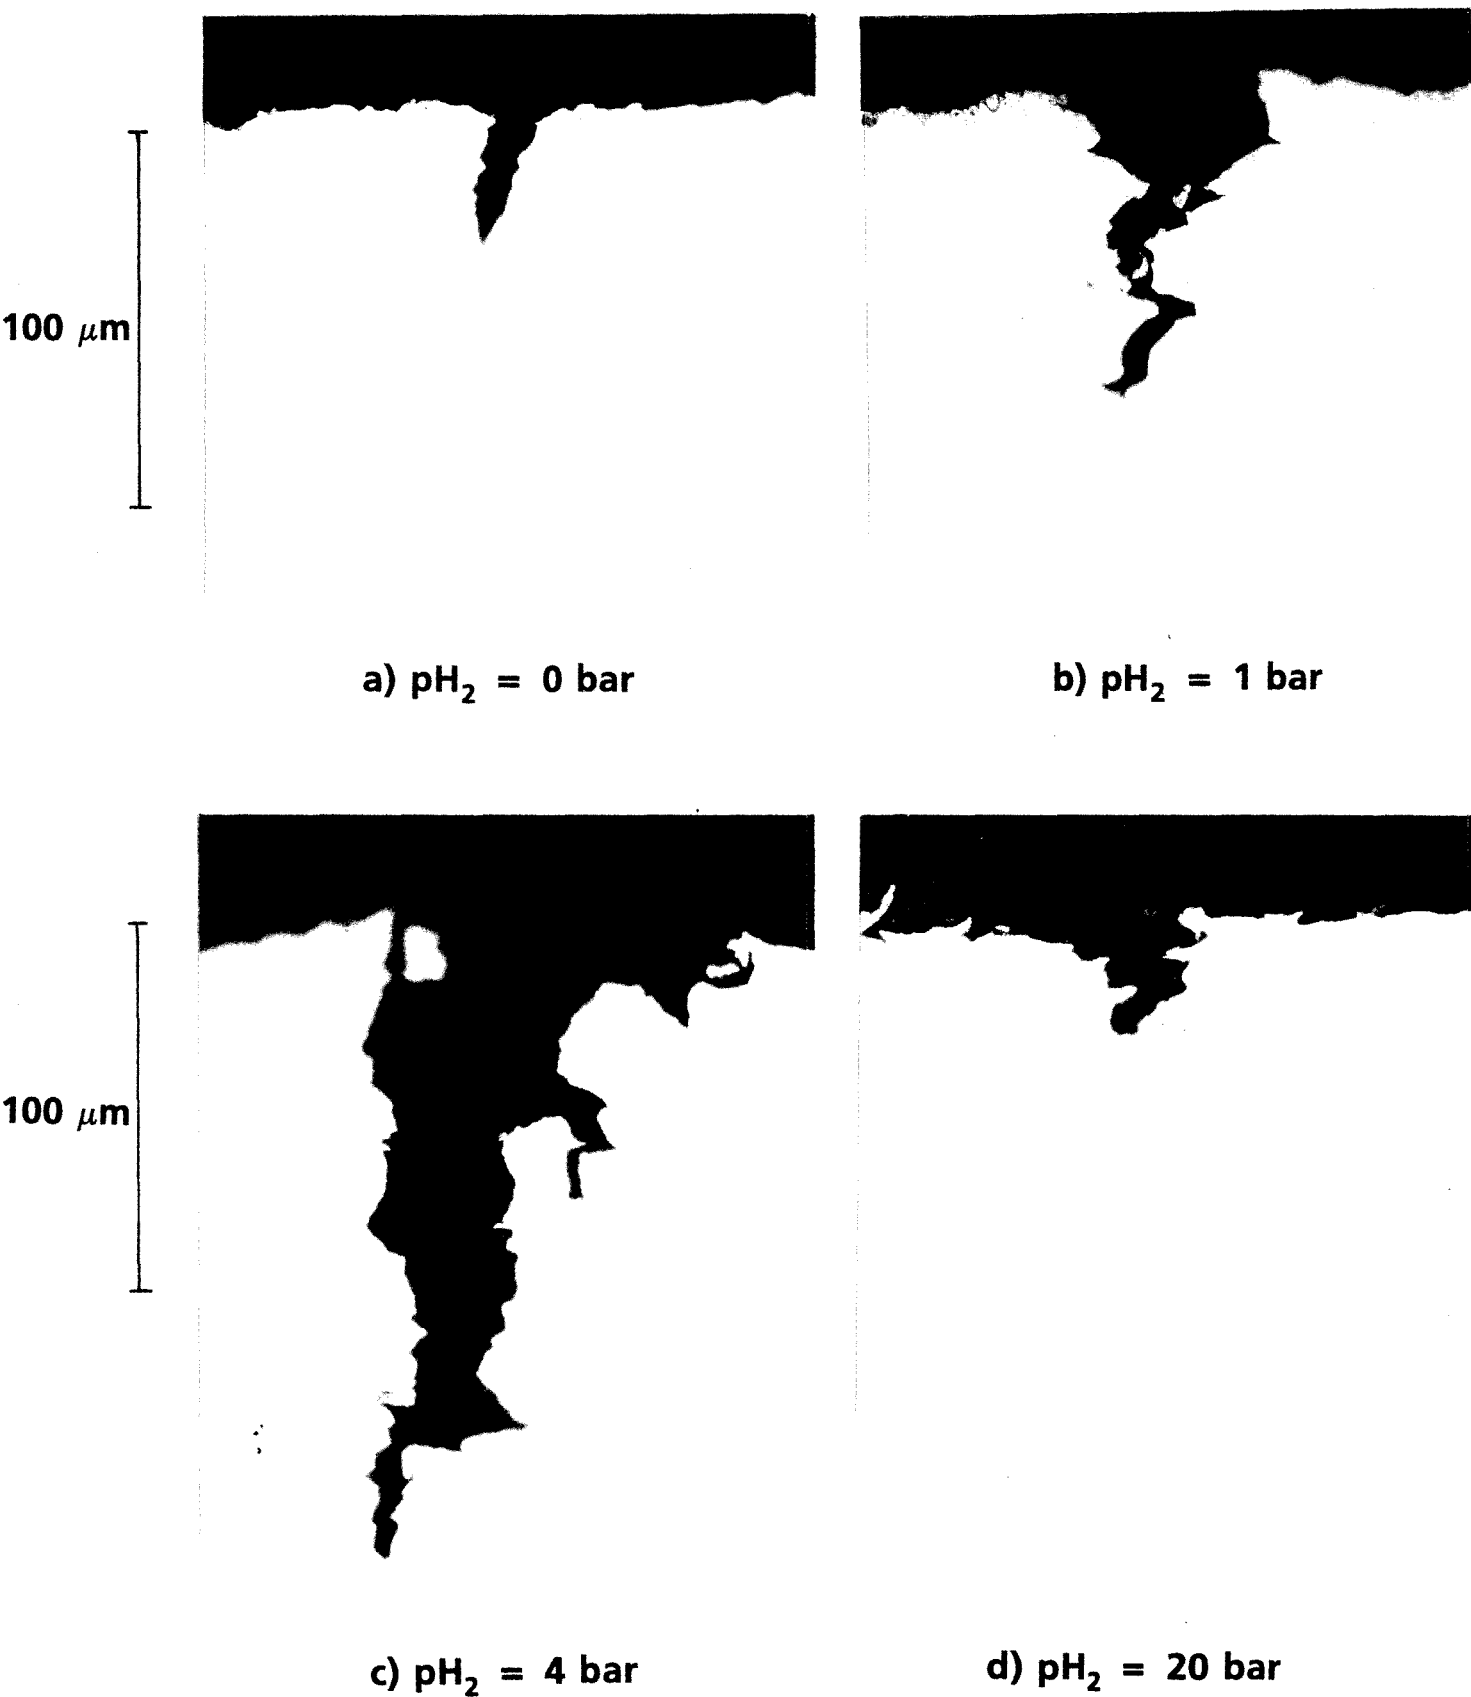 100 μm
a) pH₂ = 0 bar
b) pH₂ = 1 bar
100 μm
c) pH₂ = 4 bar
d) pH₂ = 20 bar